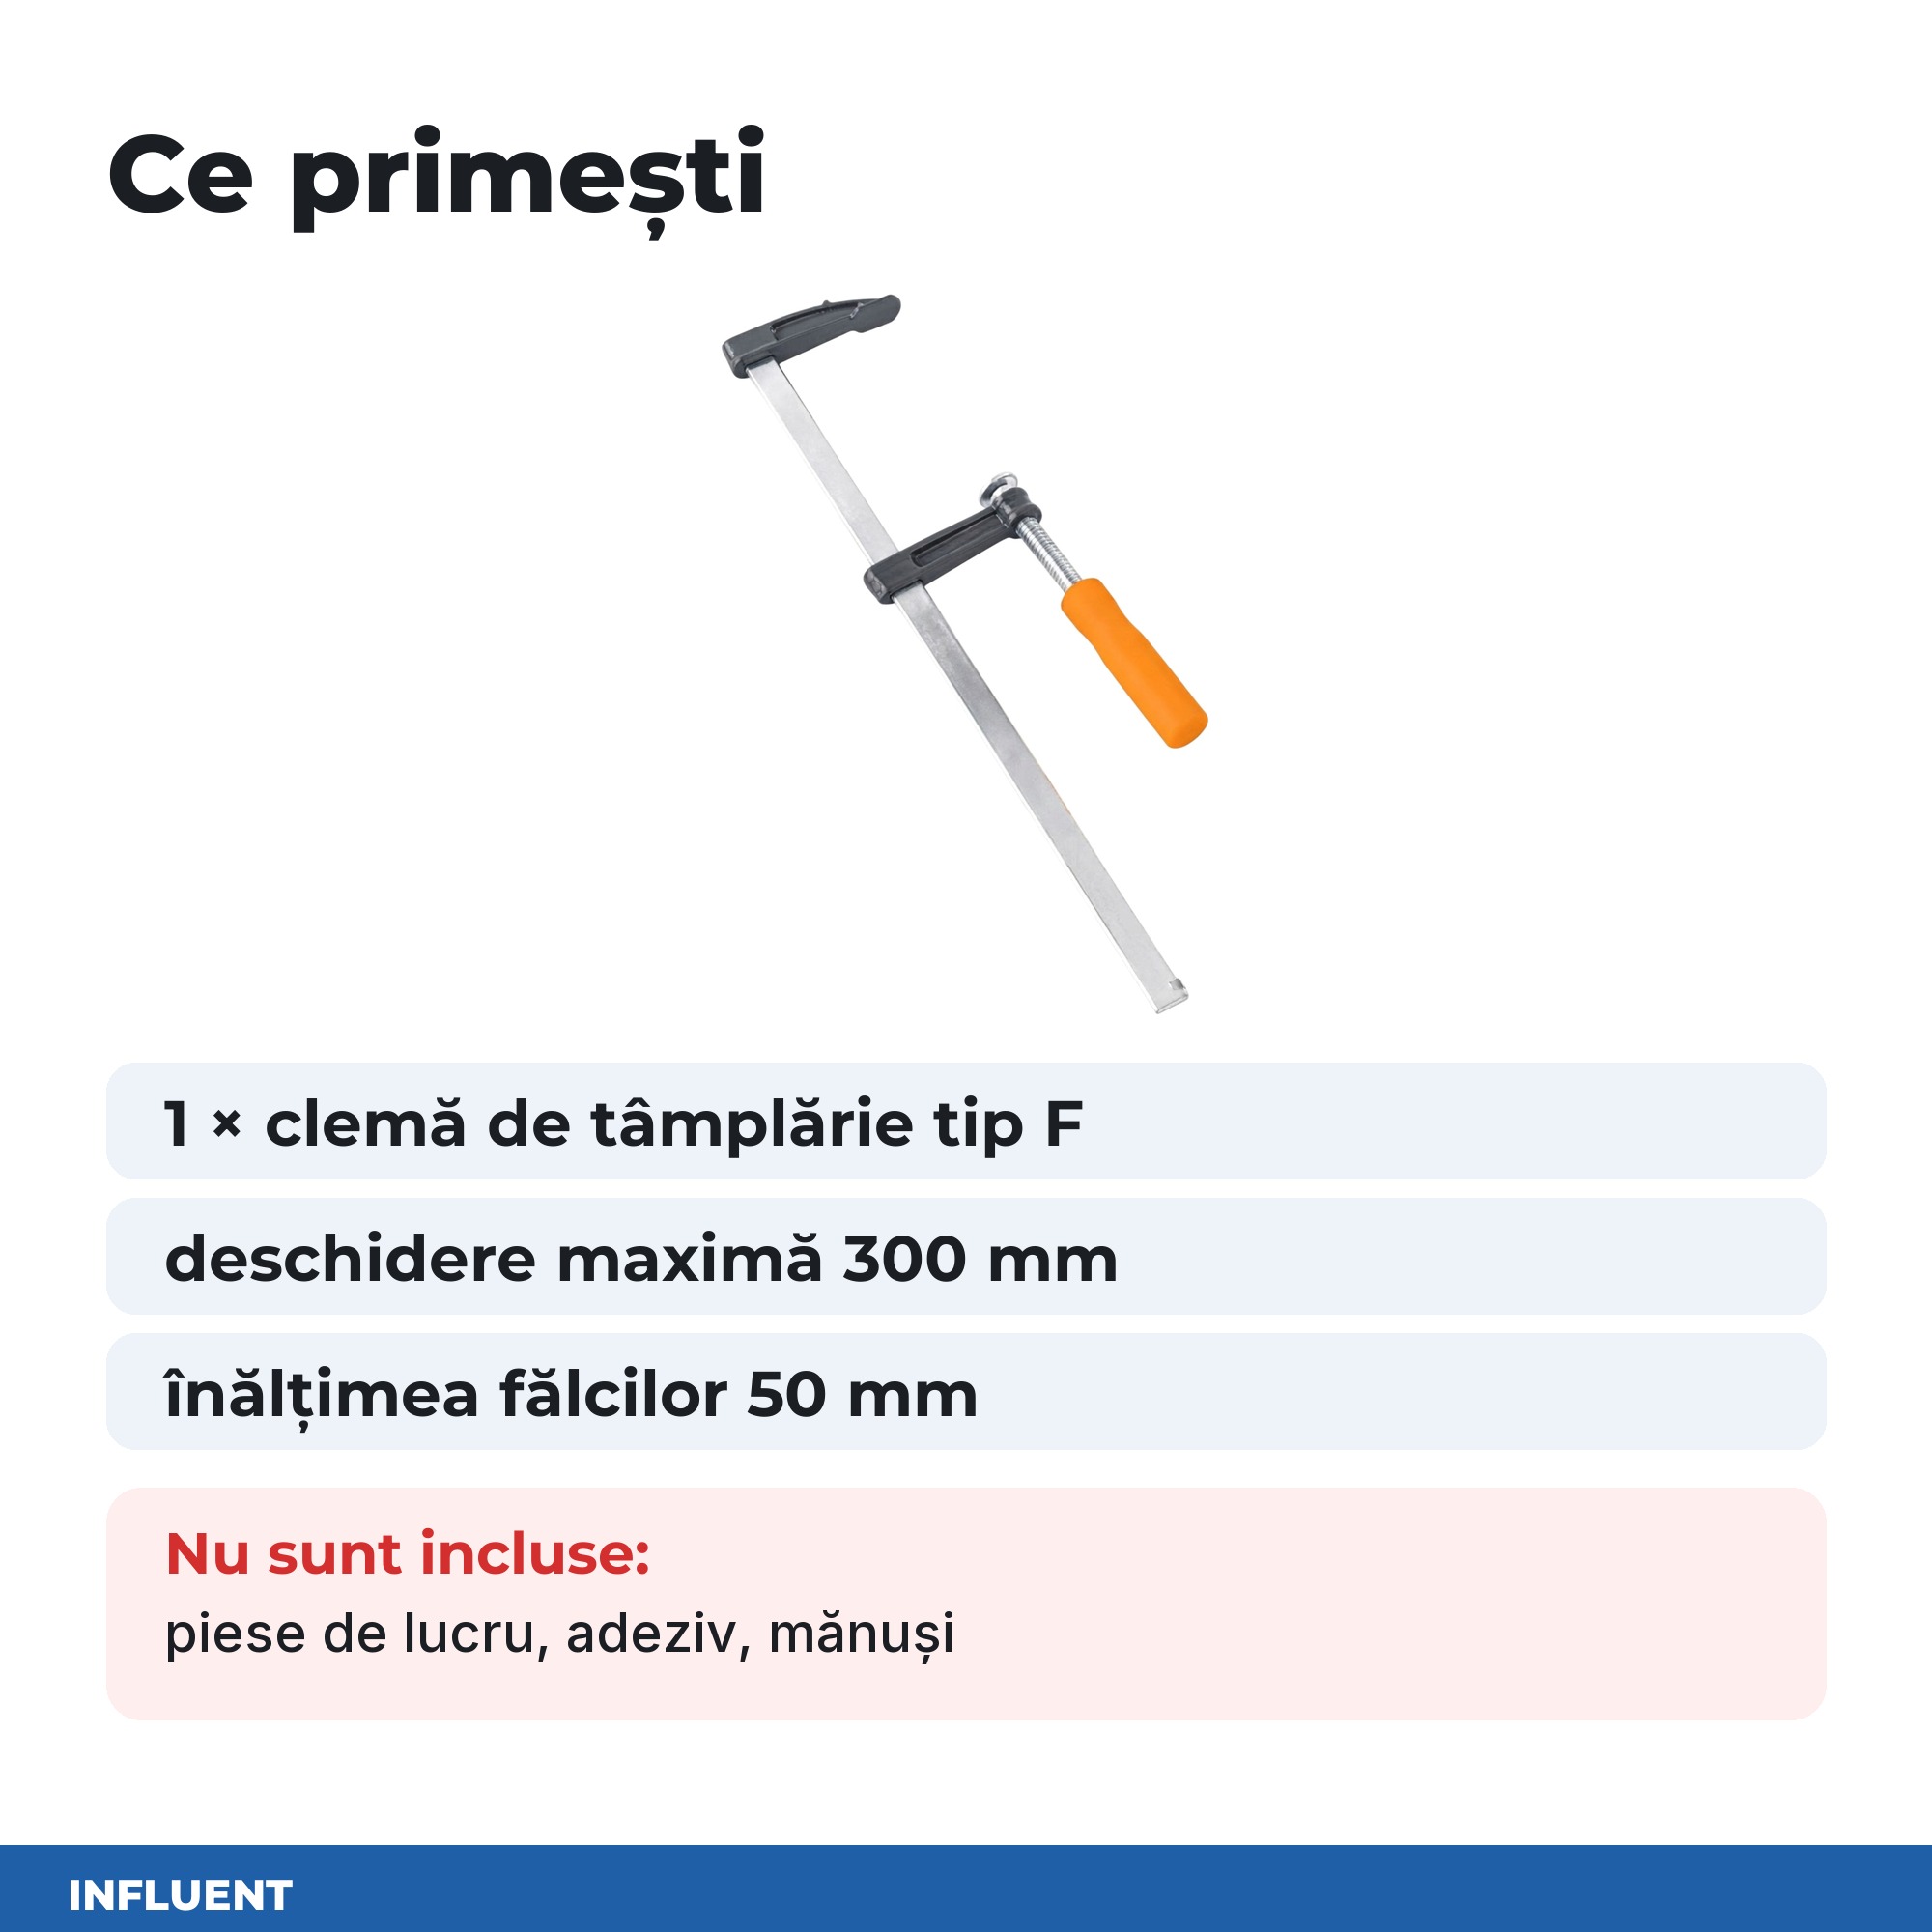 Ce primești
1 × clemă de tâmplărie tip F
deschidere maximă 300 mm
înălțimea fălcilor 50 mm
Nu sunt incluse:
piese de lucru, adeziv, mănuși
INFLUENT